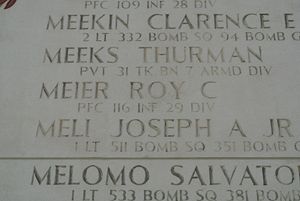 PFC 109 INF 28 DIV
MEEKIN CLARENCE E
2 LT 332 BOMB SQ 94 BOMB G
MEEKS THURMAN
PVT 31 TK BN 7 ARMD DIV
MEIER ROY C
PFC 116 INF 29 DIV
MELI JOSEPH A JR
1 LT 511 BOMB SQ 351 BOMB G
MELOMO SALVATO
1 LT 533 BOMB SQ 381 BOMB